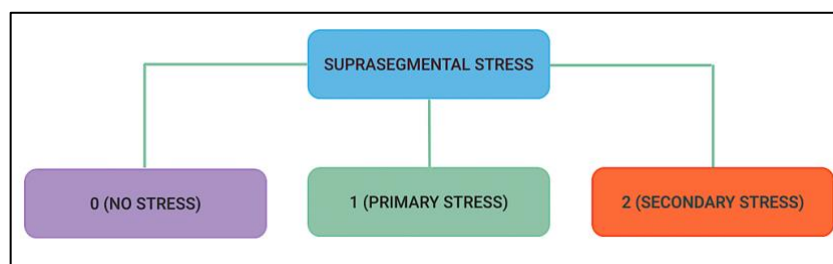 SUPRASEGMENTAL STRESS
0 (NO STRESS)
1 (PRIMARY STRESS)
2 (SECONDARY STRESS)